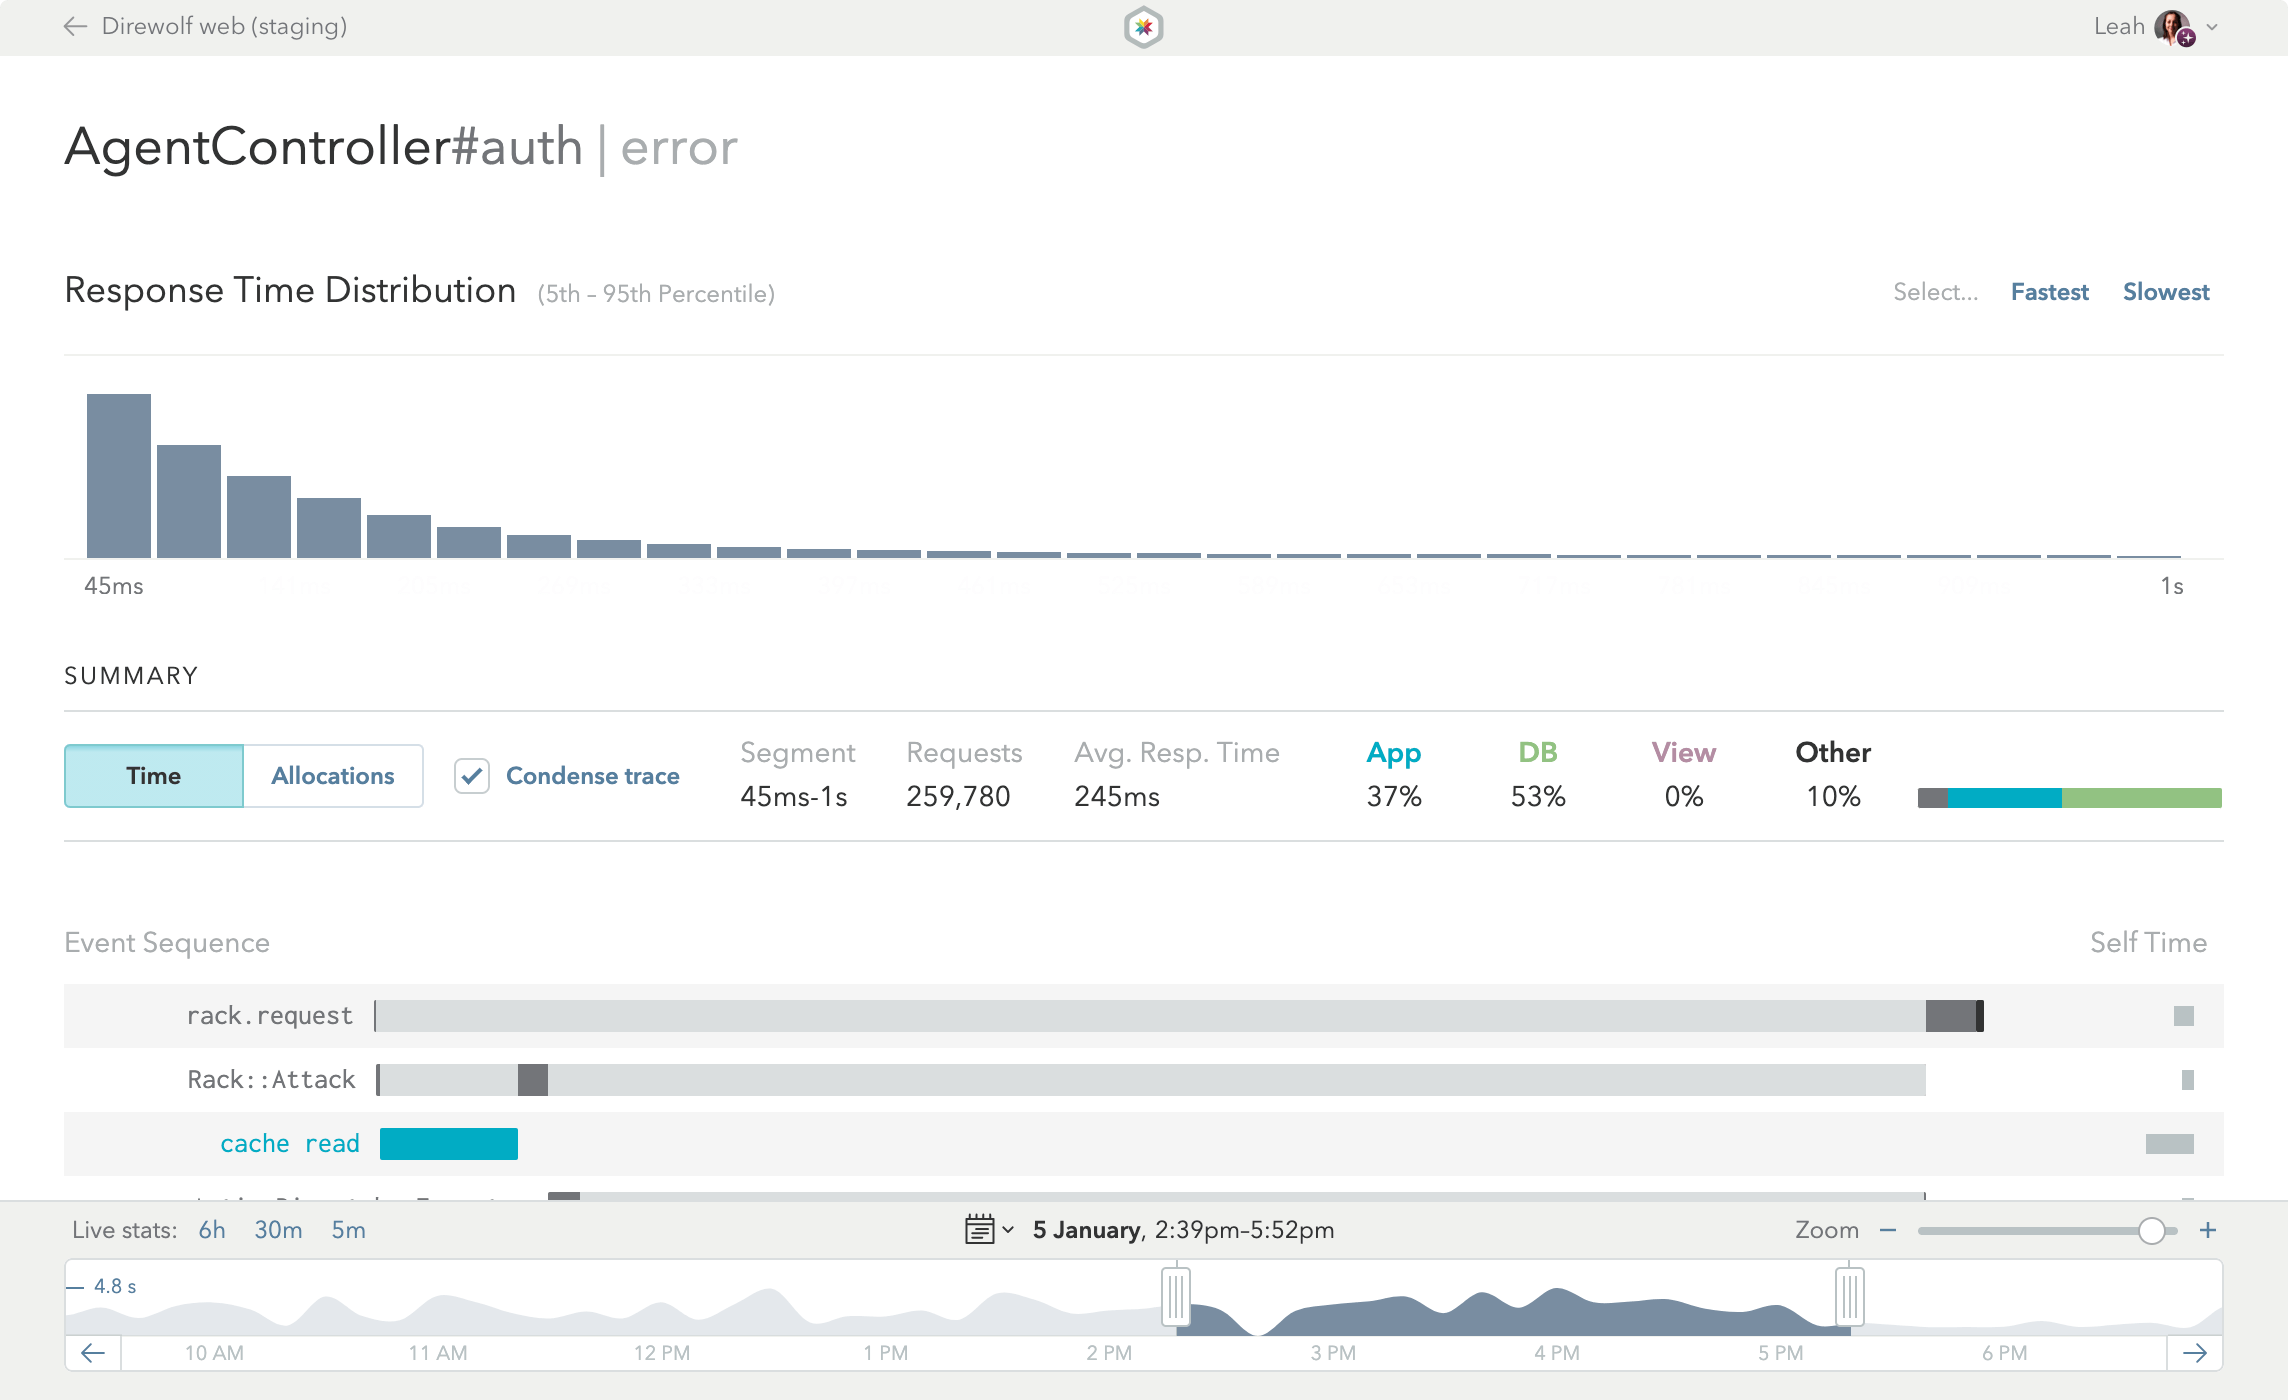 Direwolf web (staging)
Leah
AgentController#auth | error
Response Time Distribution (5th – 95th Percentile)
Select... Fastest Slowest
45ms 1s
SUMMARY
Time Allocations Condense trace
Segment Requests Avg. Resp. Time App DB View Other
45ms-1s 259,780 245ms 37% 53% 0% 10%
Event Sequence Self Time
rack.request
Rack::Attack
cache read
Live stats: 6h 30m 5m
5 January, 2:39pm–5:52pm
Zoom − +
4.8 s
10 AM 11 AM 12 PM 1 PM 2 PM 3 PM 4 PM 5 PM 6 PM